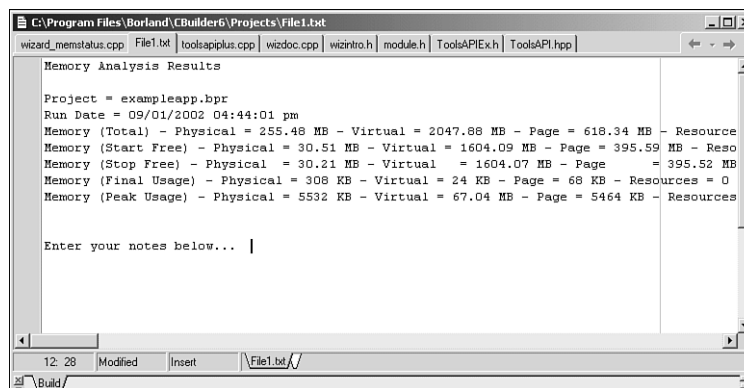 C:\Program Files\Borland\CBuilder6\Projects\File1.txt
wizard_memstatus.cpp File1.txt toolsapiplus.cpp wizdoc.cpp wizintro.h module.h ToolsAPIEx.h ToolsAPI.hpp
Memory Analysis Results
Project = exampleapp.bpr
Run Date = 09/01/2002 04:44:01 pm
Memory (Total) - Physical = 255.48 MB - Virtual = 2047.88 MB - Page = 618.34 MB - Resource
Memory (Start Free) - Physical = 30.51 MB - Virtual = 1604.09 MB - Page = 395.59 MB - Reso
Memory (Stop Free) - Physical = 30.21 MB - Virtual = 1604.07 MB - Page = 395.52 MB
Memory (Final Usage) - Physical = 308 KB - Virtual = 24 KB - Page = 68 KB - Resources = 0
Memory (Peak Usage) - Physical = 5532 KB - Virtual = 67.04 MB - Page = 5464 KB - Resources
Enter your notes below...
12: 28 Modified Insert \File1.txt/
Build